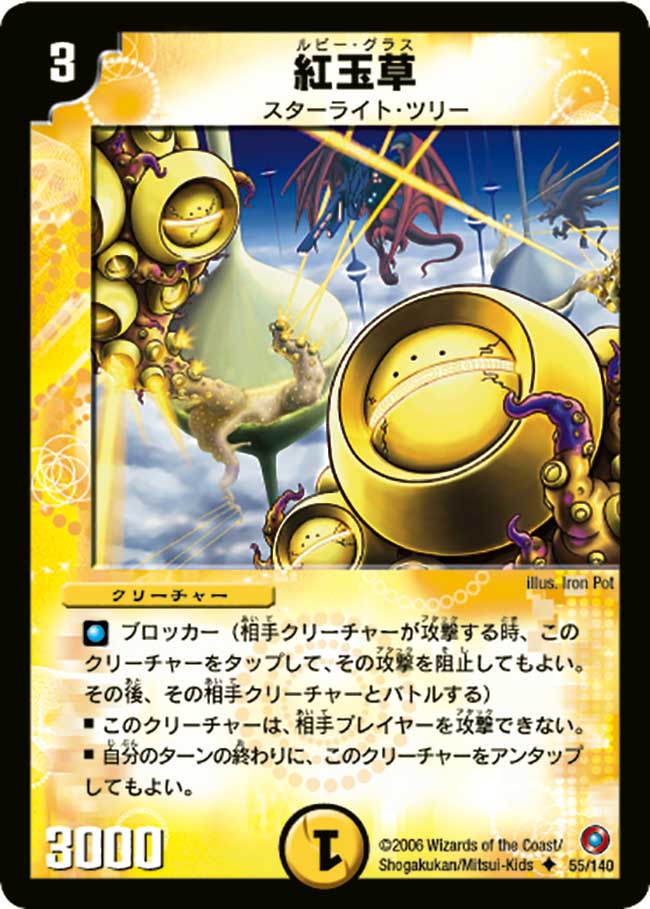 3
ルビー・グラス
紅玉草
スターライト・ツリー
illus. Iron Pot
クリーチャー
ブロッカー（相手クリーチャーが攻撃する時、この
クリーチャーをタップして、その攻撃を阻止してもよい。
その後、その相手クリーチャーとバトルする）
■ このクリーチャーは、相手プレイヤーを攻撃できない。
■ 自分のターンの終わりに、このクリーチャーをアンタップ
してもよい。
3000
1
©2006 Wizards of the Coast/
Shogakukan/Mitsui-Kids ◆ 55/140